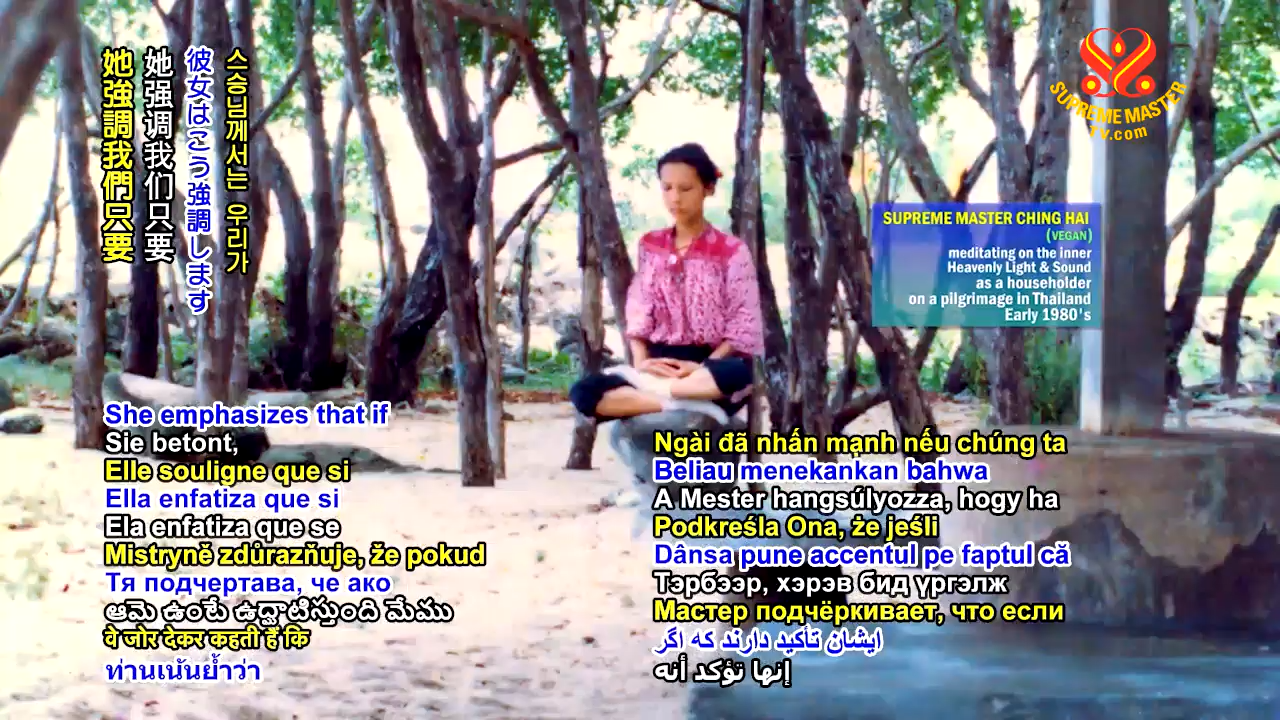 她強調我們只要
她强调我们只要
彼女はこう強調します
스승님께서는 우리가
SUPREME MASTER
TV.com
SUPREME MASTER CHING HAI
(VEGAN)
meditating on the inner
Heavenly Light & Sound
as a householder
on a pilgrimage in Thailand
Early 1980's
She emphasizes that if
Sie betont,
Elle souligne que si
Ella enfatiza que si
Ela enfatiza que se
Mistryně zdůrazňuje, že pokud
Тя подчертава, че ако
ఆమె ఉంటే ఉద్ఘాటిస్తుంది మేము
वे जोर देकर कहती हैं कि
ท่านเน้นย้ำว่า
Ngài đã nhấn mạnh nếu chúng ta
Beliau menekankan bahwa
A Mester hangsúlyozza, hogy ha
Podkreśla Ona, że jeśli
Dânsa pune accentul pe faptul că
Тэрбээр, хэрэв бид үргэлж
Мастер подчёркивает, что если
ایشان تأکید دارند که اگر
إنها تؤكد أنه